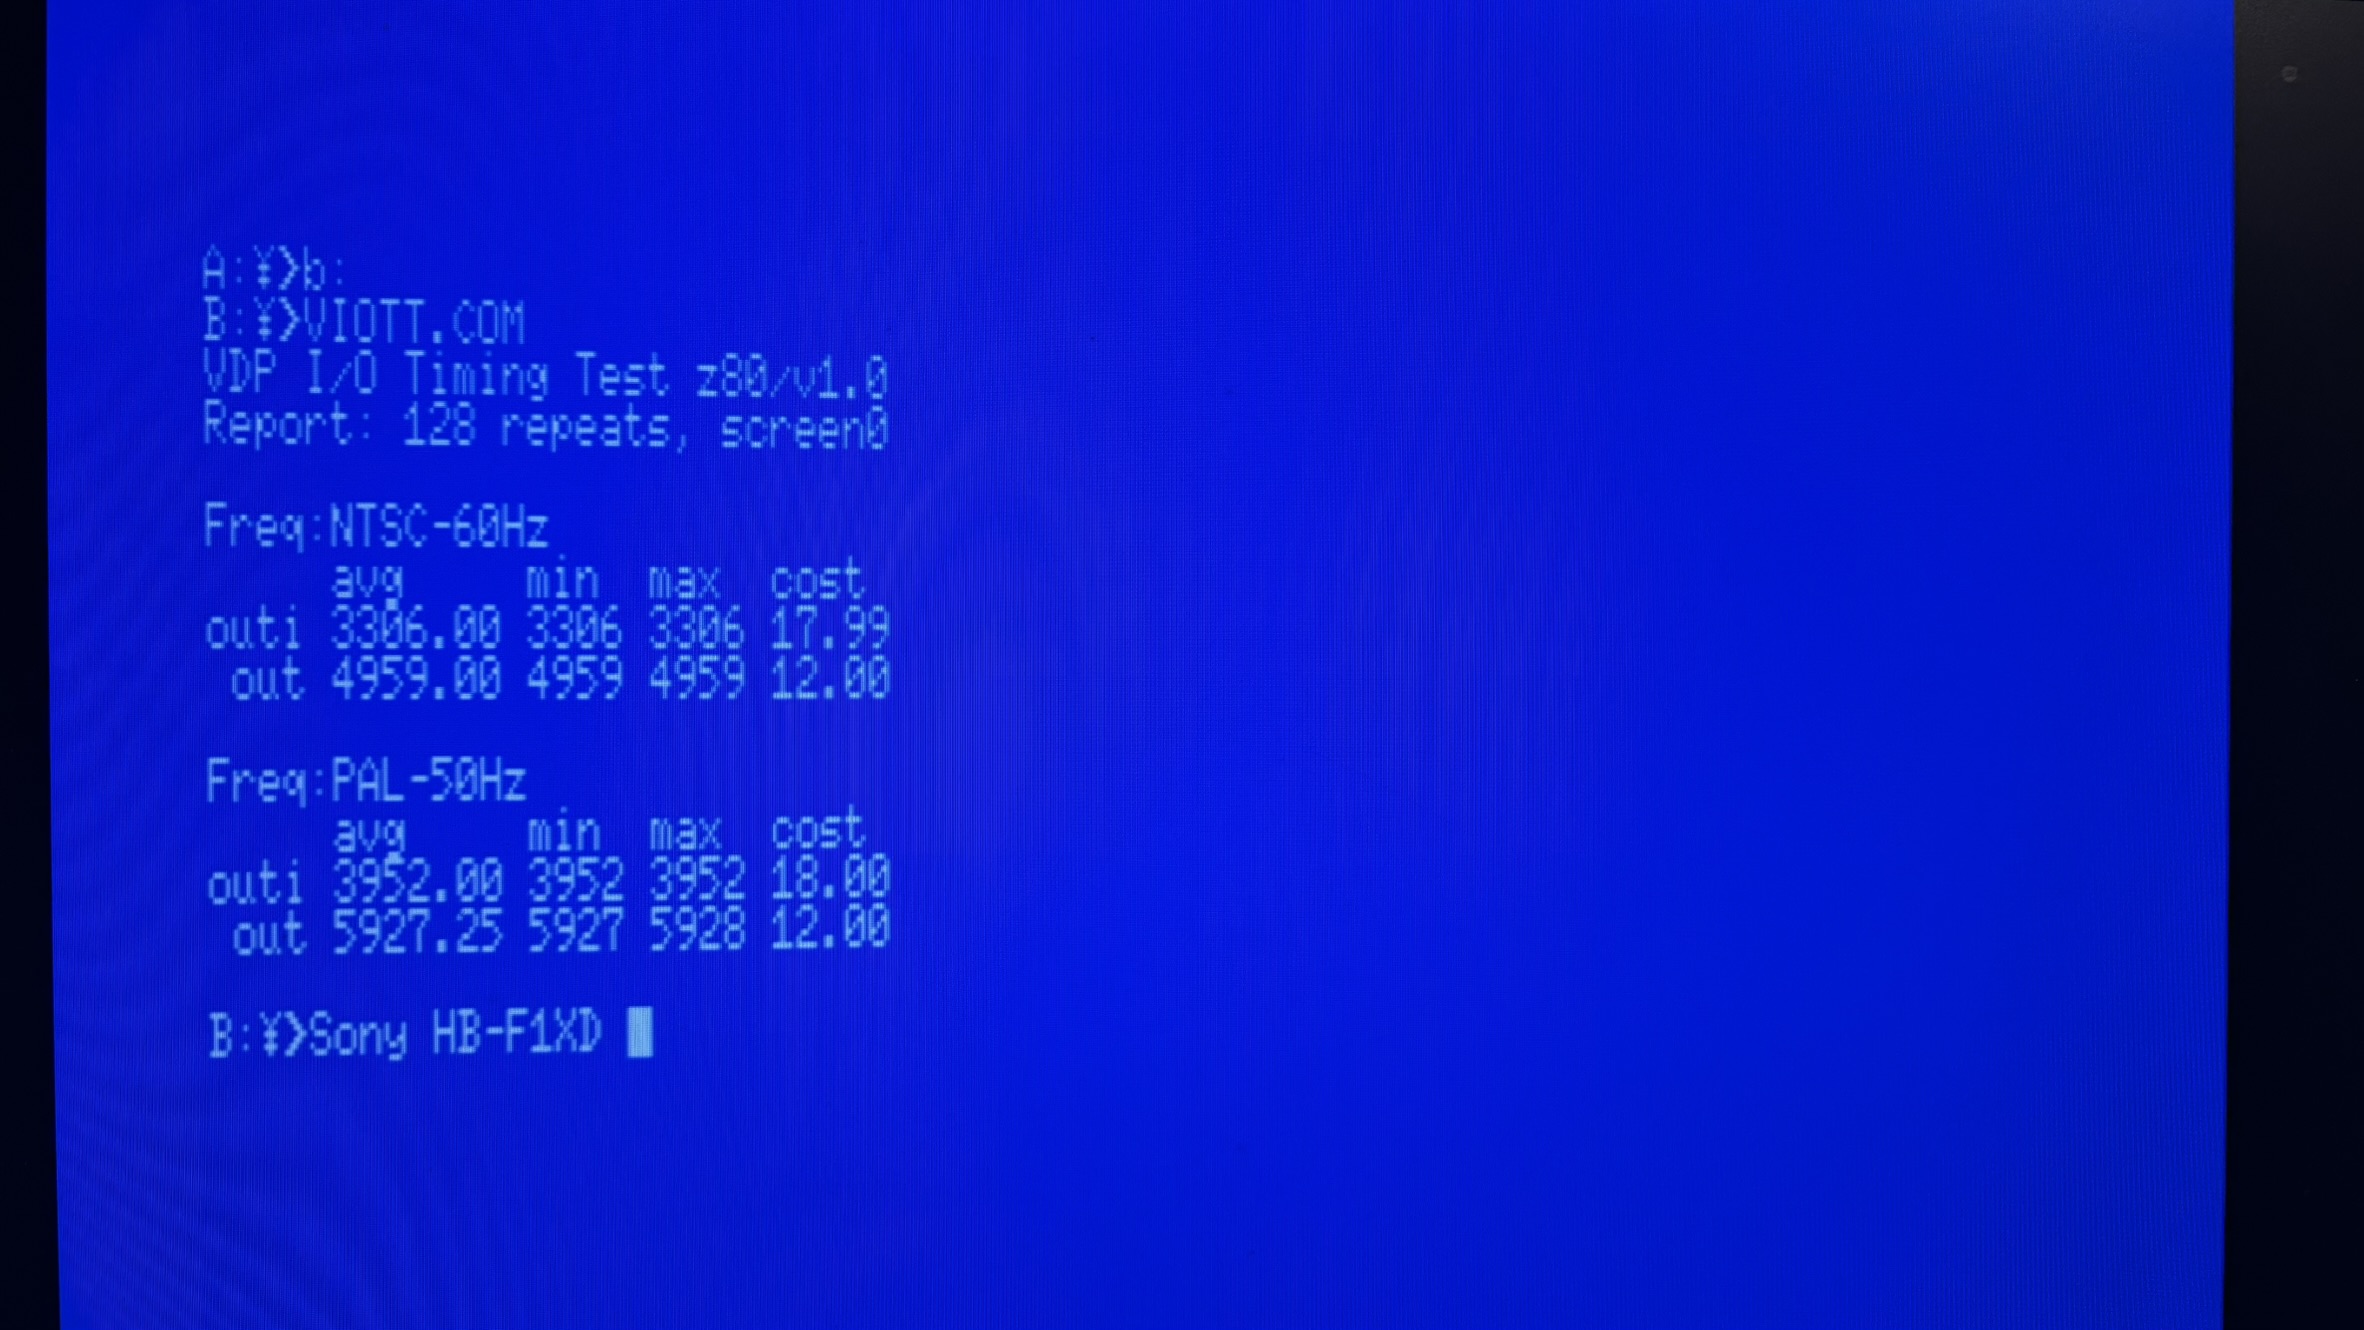 A:¥>b:
B:¥>VIOTT.COM
VDP I/O Timing Test z80/v1.0
Report: 128 repeats, screen0
Freq:NTSC-60Hz
avg min max cost
outi 3306.00 3306 3306 17.99
out 4959.00 4959 4959 12.00
Freq:PAL-50Hz
avg min max cost
outi 3952.00 3952 3952 18.00
out 5927.25 5927 5928 12.00
B:¥>Sony HB-F1XD